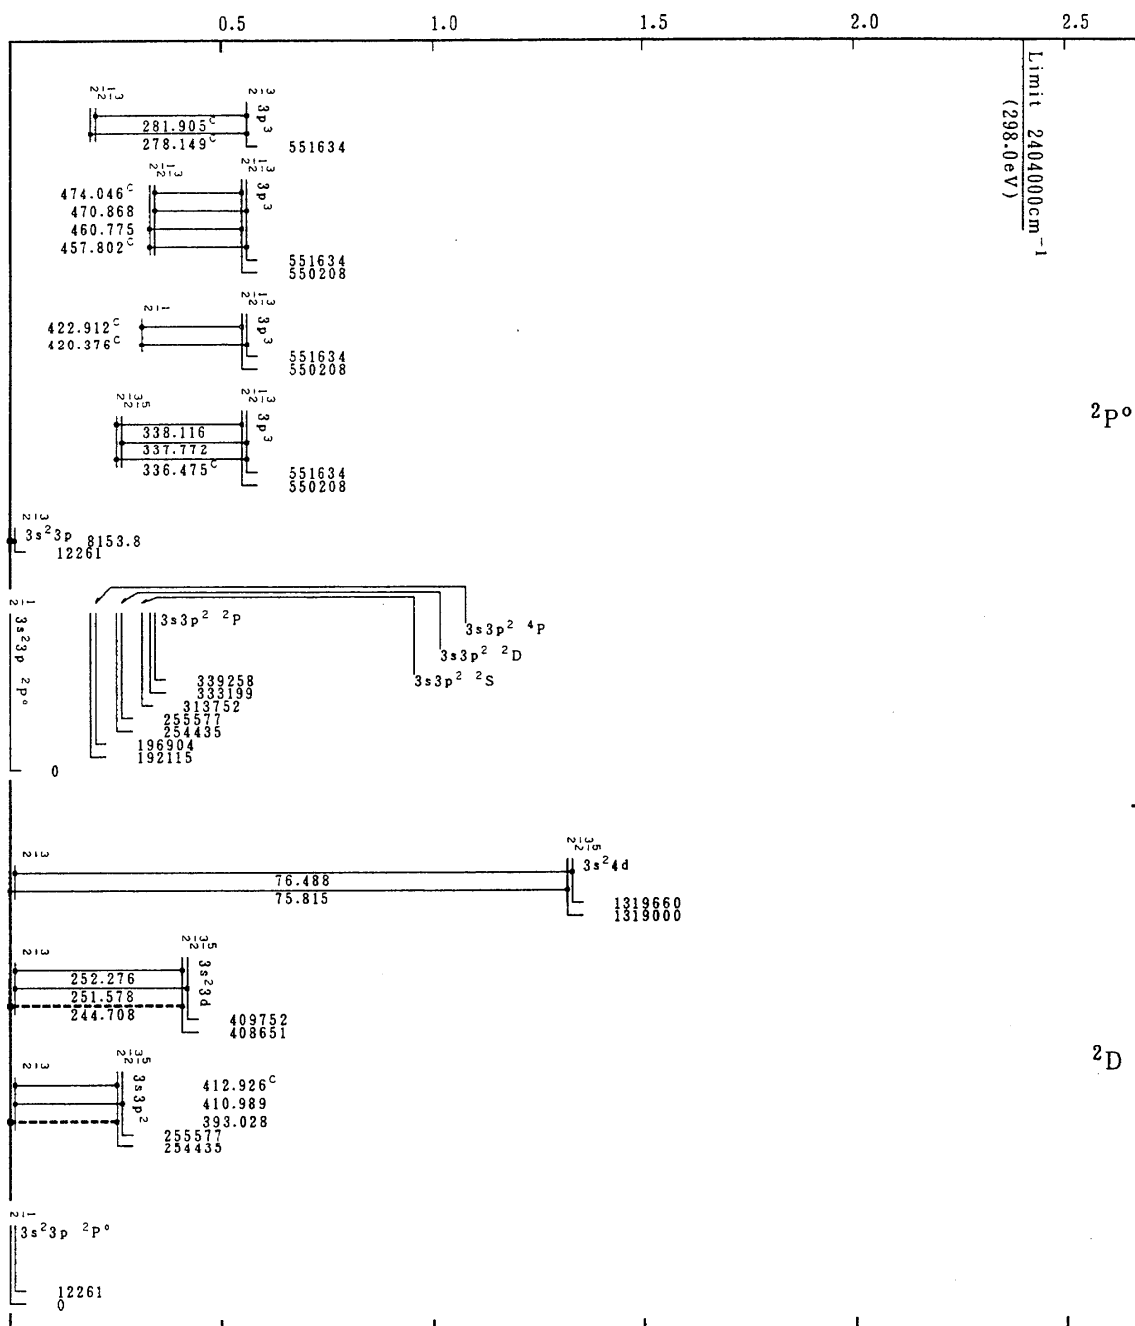 0.5 1.0 1.5 2.0 2.5
Limit 2404000cm⁻¹
(298.0eV)
1/2 3/2
3/2
3p³
281.905ᶜ
278.149ᶜ
551634
1/2 3/2
1/2 3/2
3p³
474.046ᶜ
470.868
460.775
457.802ᶜ
551634
550208
1/2
1/2 3/2
3p³
422.912ᶜ
420.376ᶜ
551634
550208
²P°
3/2 5/2
1/2 3/2
3p³
338.116
337.772
336.475ᶜ
551634
550208
3/2
3s²3p
8153.8
12261
1/2
3s²3p ²P°
3s3p² ²P
3s3p² ⁴P
3s3p² ²D
3s3p² ²S
339258
333199
313752
255577
254435
196904
192115
0
3/2
3/2 5/2
3s²4d
76.488
75.815
1319660
1319000
3/2
3/2 5/2
3s²3d
252.276
251.578
244.708
409752
408651
²D
3/2
3/2 5/2
3s3p²
412.926ᶜ
410.989
393.028
255577
254435
1/2
3s²3p ²P°
12261
0